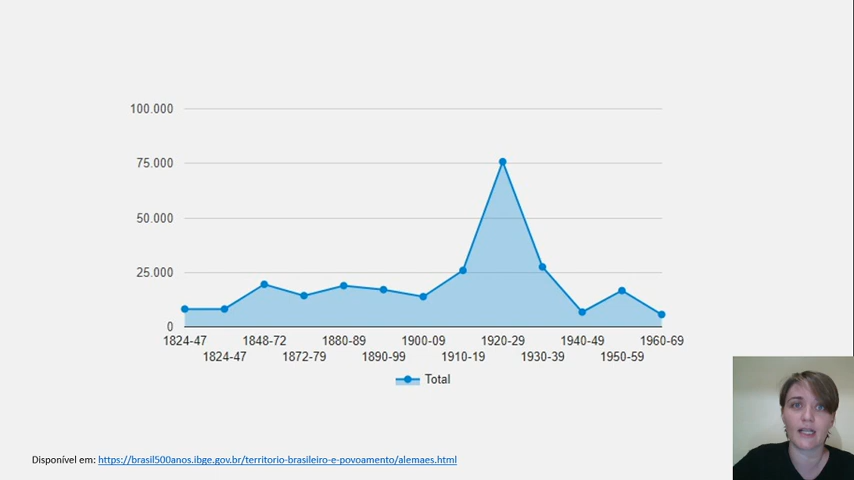 100.000
75.000
50.000
25.000
0
1824-47 1848-72 1880-89 1900-09 1920-29 1940-49 1960-69
1824-47 1872-79 1890-99 1910-19 1930-39 1950-59
Total
Disponível em: https://brasil500anos.ibge.gov.br/territorio-brasileiro-e-povoamento/alemaes.html